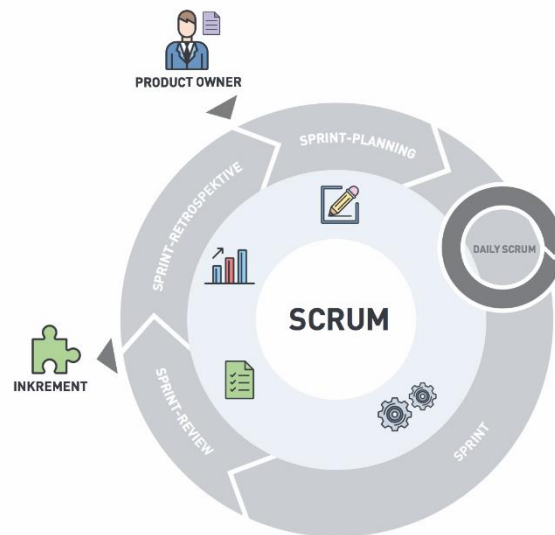 PRODUCT OWNER
SPRINT-PLANNING
SPRINT-RETROSPEKTIVE
DAILY SCRUM
SCRUM
INKREMENT
SPRINT-REVIEW
SPRINT